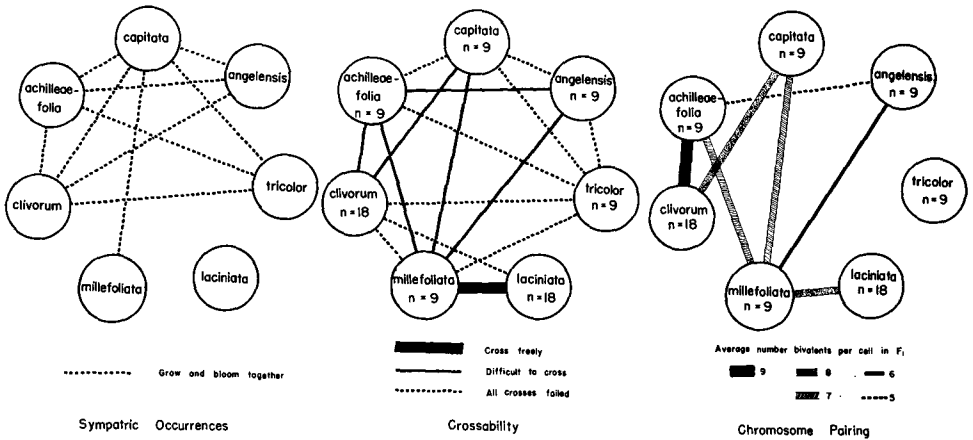 capitata
achilleae-
folia
angelensis
clivorum
tricolor
millefoliata
laciniata
Grow and bloom together
Sympatric Occurrences
capitata
n = 9
achilleae-
folia
n = 9
angelensis
n = 9
clivorum
n = 18
tricolor
n = 9
millefoliata
n = 9
laciniata
n = 18
Cross freely
Difficult to cross
All crosses failed
Crossability
capitata
n = 9
achilleae-
folia
n = 9
angelensis
n = 9
clivorum
n = 18
tricolor
n = 9
millefoliata
n = 9
laciniata
n = 18
Average number bivalents per cell in F₁
9 8 6
7 5
Chromosome Pairing